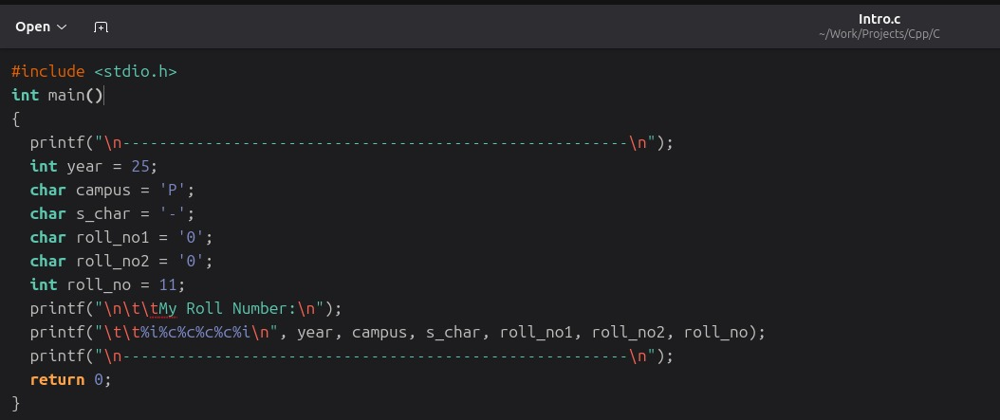 Open
Intro.c
~/Work/Projects/Cpp/C
#include <stdio.h>
int main()
{
  printf("\n-------------------------------------------------------\n");
  int year = 25;
  char campus = 'P';
  char s_char = '-';
  char roll_no1 = '0';
  char roll_no2 = '0';
  int roll_no = 11;
  printf("\n\t\tMy Roll Number:\n");
  printf("\t\t%i%c%c%c%c%i\n", year, campus, s_char, roll_no1, roll_no2, roll_no);
  printf("\n-------------------------------------------------------\n");
  return 0;
}